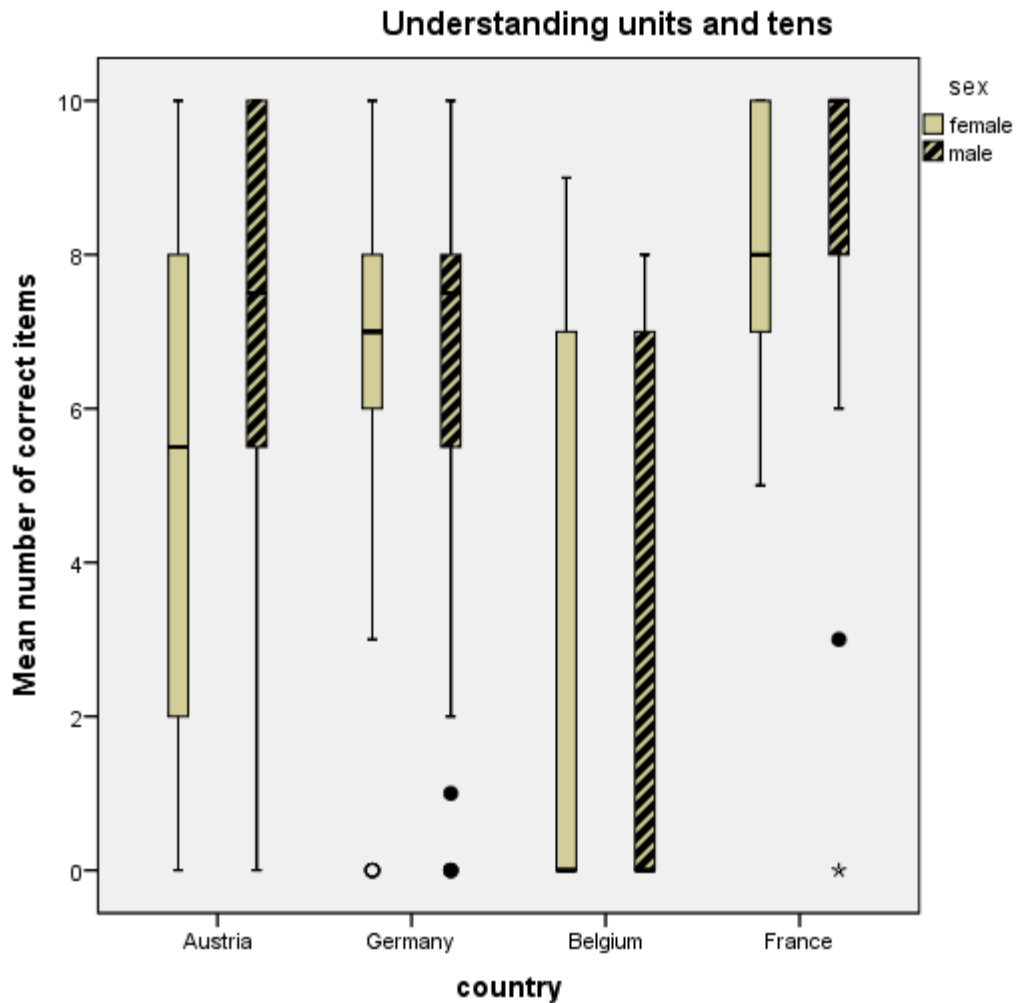 Understanding units and tens
sex
female
male
Mean number of correct items
10
8
6
4
2
0
Austria
Germany
Belgium
France
country